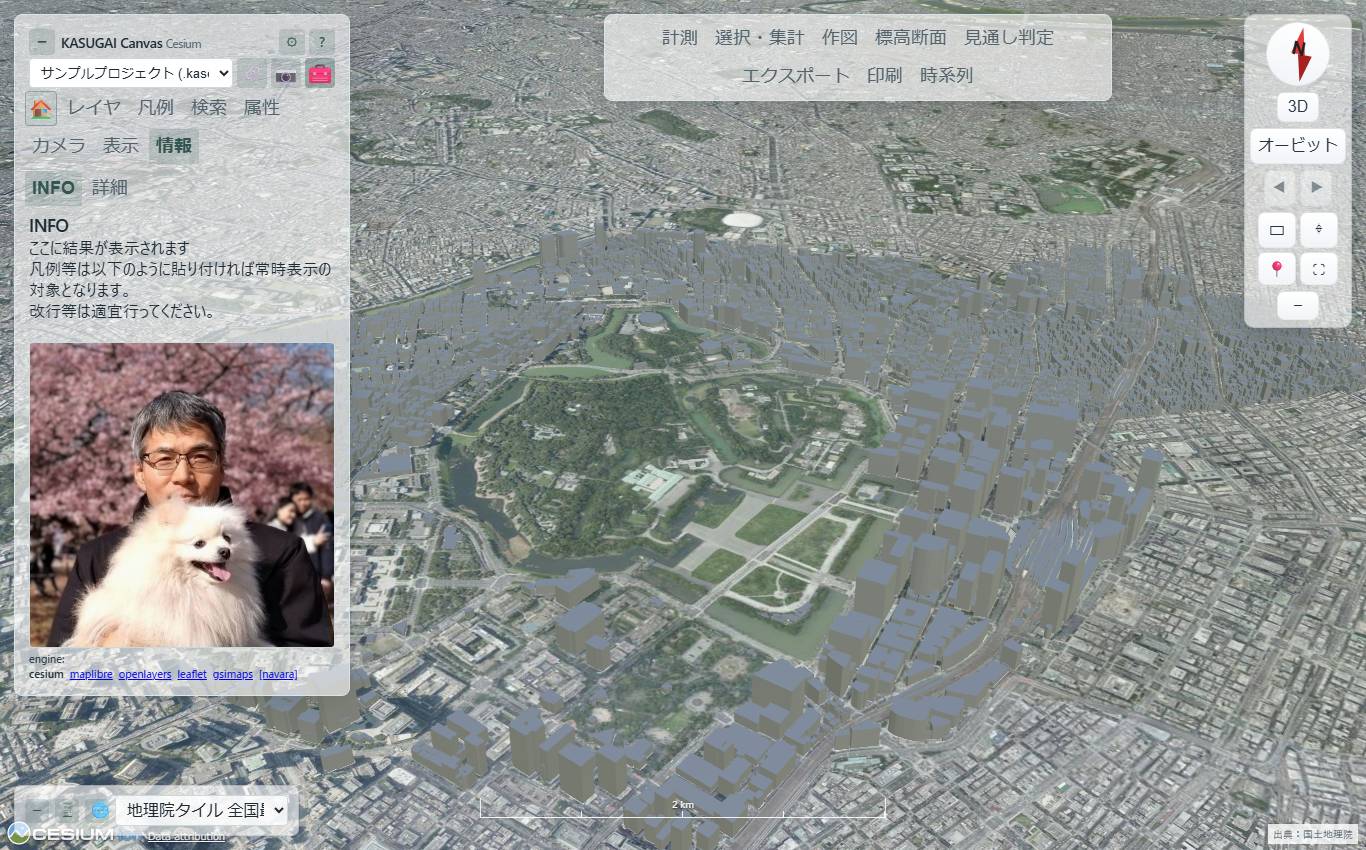 − KASUGAI Canvas Cesium ?
サンプルプロジェクト (.kas
レイヤ 凡例 検索 属性
カメラ 表示 情報
INFO 詳細
INFO
ここに結果が表示されます
凡例等は以下のように貼り付ければ常時表示の
対象となります。
改行等は適宜行ってください。
engine:
cesium maplibre openlayers leaflet gsimaps [navara]
計測 選択・集計 作図 標高断面 見通し判定
エクスポート 印刷 時系列
N
3D
オービット
−
2 km
− 地理院タイル 全国
CESIUM ion Data attribution
出典：国土地理院